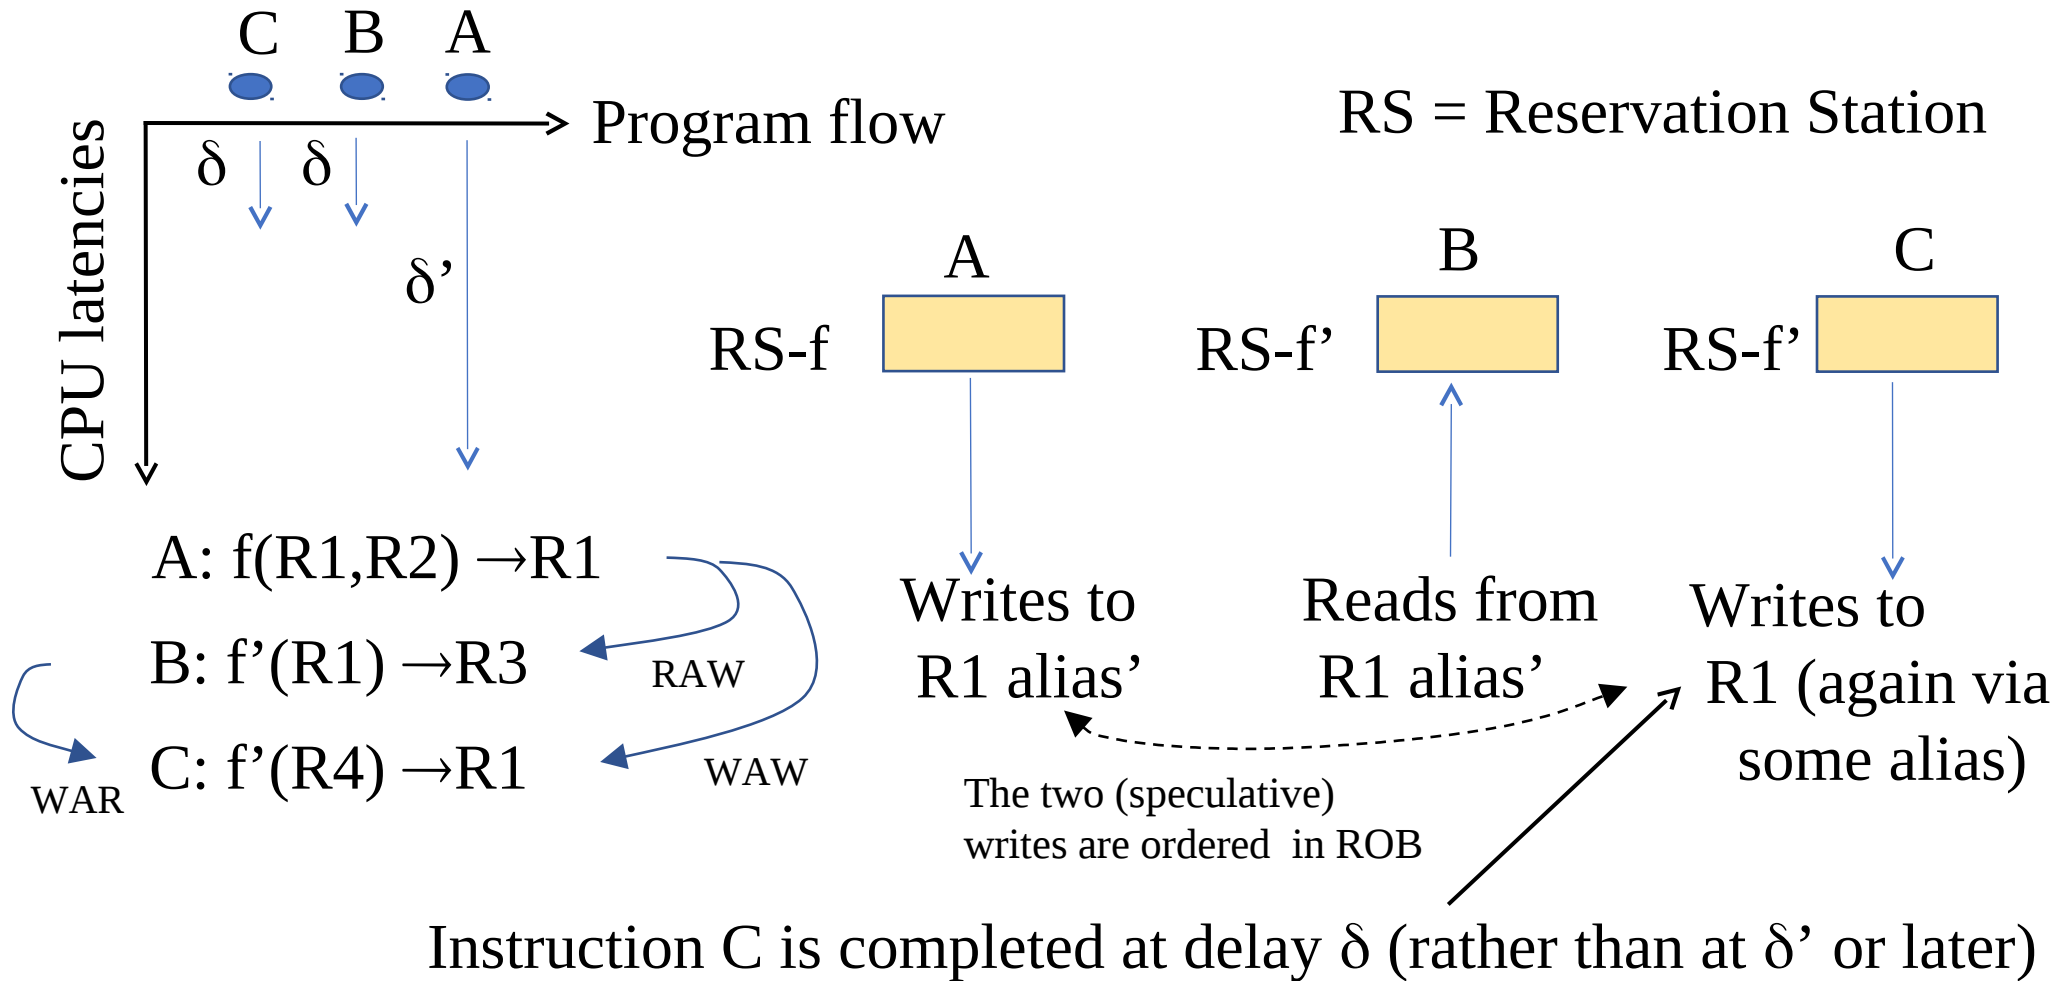 C B A
Program flow
CPU latencies
δ δ
δ’
RS = Reservation Station
A B C
RS-f RS-f’ RS-f’
A: f(R1,R2) →R1
B: f’(R1) →R3
C: f’(R4) →R1
RAW
WAW
WAR
Writes to
R1 alias’
Reads from
R1 alias’
Writes to
R1 (again via
some alias)
The two (speculative)
writes are ordered in ROB
Instruction C is completed at delay δ (rather than at δ’ or later)